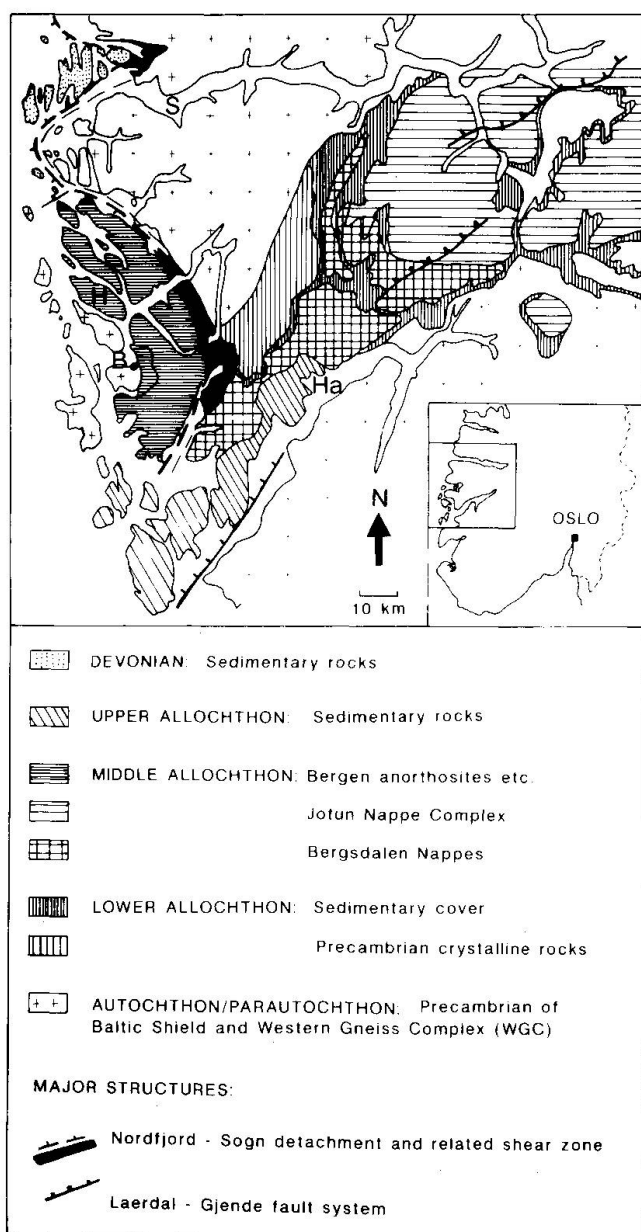 S
H
B
Ha
N
10 km
OSLO
DEVONIAN: Sedimentary rocks
UPPER ALLOCHTHON: Sedimentary rocks
MIDDLE ALLOCHTHON: Bergen anorthosites etc.
Jotun Nappe Complex
Bergsdalen Nappes
LOWER ALLOCHTHON: Sedimentary cover
Precambrian crystalline rocks
AUTOCHTHON/PARAUTOCHTHON: Precambrian of
Baltic Shield and Western Gneiss Complex (WGC)
MAJOR STRUCTURES:
Nordfjord - Sogn detachment and related shear zone
Laerdal - Gjende fault system